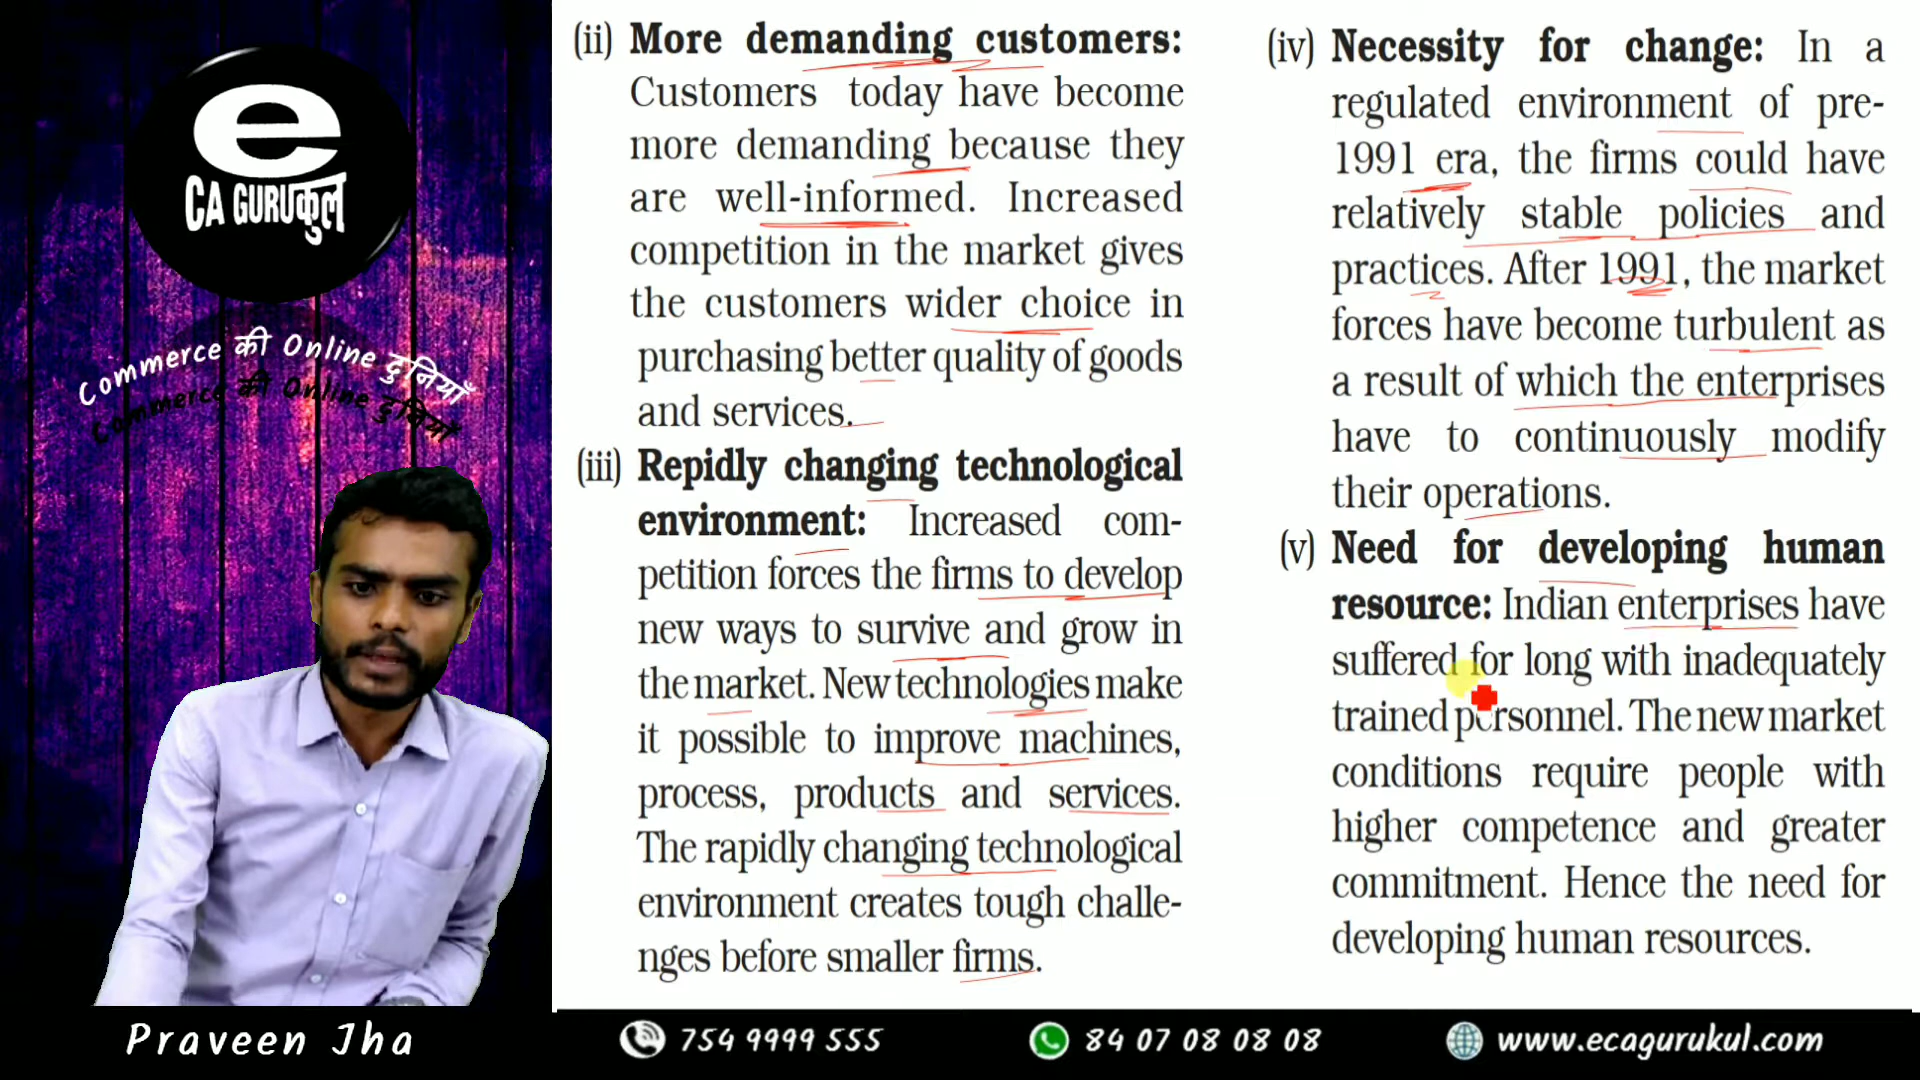 e
CA GURUकुल
Commerce की Online दुनियाँ
Commerce की Online दुनियाँ
(ii) More demanding customers:
Customers today have become
more demanding because they
are well-informed. Increased
competition in the market gives
the customers wider choice in
purchasing better quality of goods
and services.
(iii) Repidly changing technological
environment: Increased com-
petition forces the firms to develop
new ways to survive and grow in
the market. New technologies make
it possible to improve machines,
process, products and services.
The rapidly changing technological
environment creates tough challe-
nges before smaller firms.
(iv) Necessity for change: In a
regulated environment of pre-
1991 era, the firms could have
relatively stable policies and
practices. After 1991, the market
forces have become turbulent as
a result of which the enterprises
have to continuously modify
their operations.
(v) Need for developing human
resource: Indian enterprises have
suffered for long with inadequately
trained personnel. The new market
conditions require people with
higher competence and greater
commitment. Hence the need for
developing human resources.
Praveen Jha
754 9999 555
84 07 08 08 08
www.ecagurukul.com